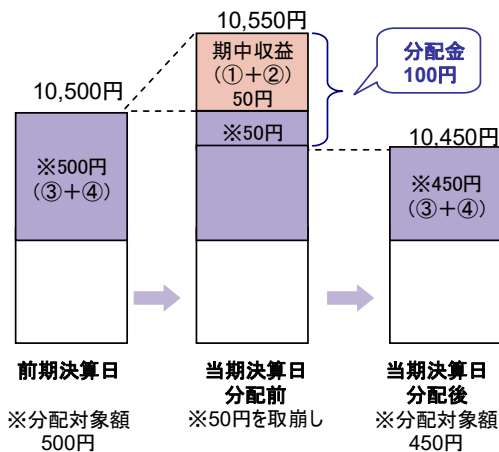 10,550円
期中収益
(①+②)
50円
分配金
100円
10,500円
※50円
10,450円
※500円
(③+④)
※450円
(③+④)
前期決算日
当期決算日
分配前
当期決算日
分配後
※分配対象額
500円
※50円を取崩し
※分配対象額
450円